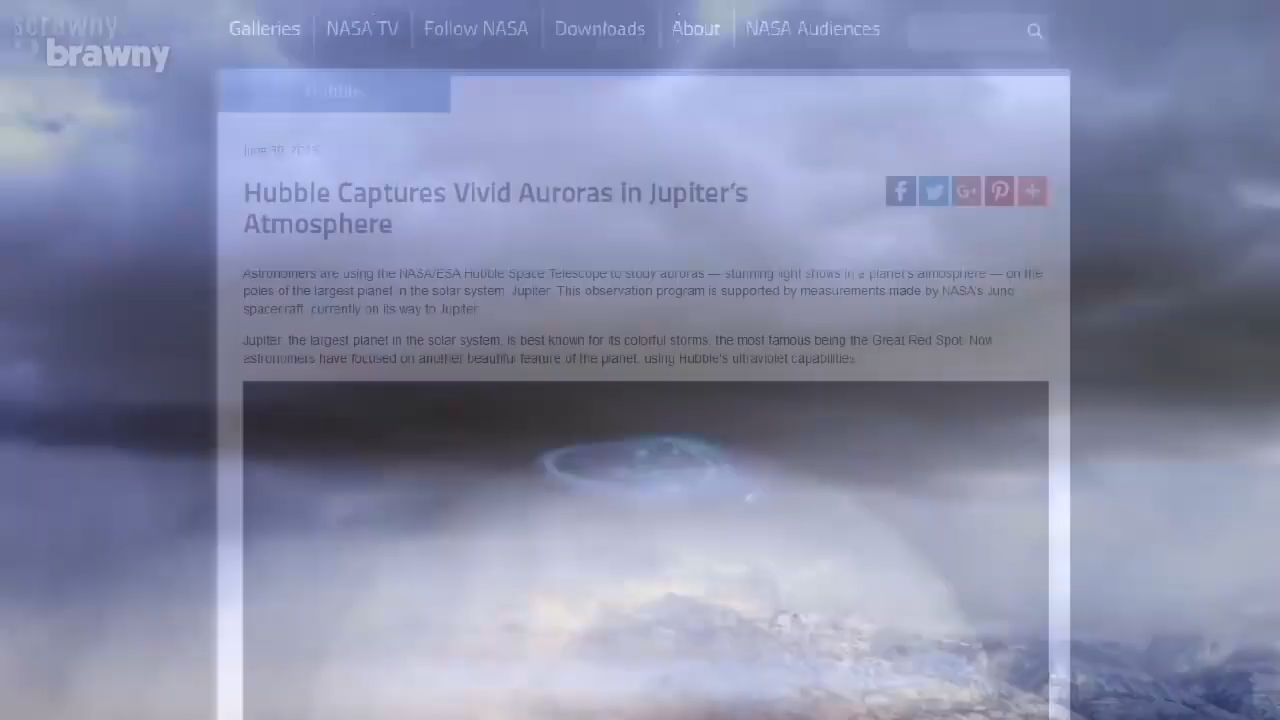 scrawny
to
brawny
Galleries
NASA TV
Follow NASA
Downloads
About
NASA Audiences
Hubble
June 30, 2016
Hubble Captures Vivid Auroras in Jupiter's
Atmosphere
Astronomers are using the NASA/ESA Hubble Space Telescope to study auroras — stunning light shows in a planet's atmosphere — on the
poles of the largest planet in the solar system, Jupiter. This observation program is supported by measurements made by NASA's Juno
spacecraft, currently on its way to Jupiter.
Jupiter, the largest planet in the solar system, is best known for its colorful storms, the most famous being the Great Red Spot. Now
astronomers have focused on another beautiful feature of the planet, using Hubble's ultraviolet capabilities.